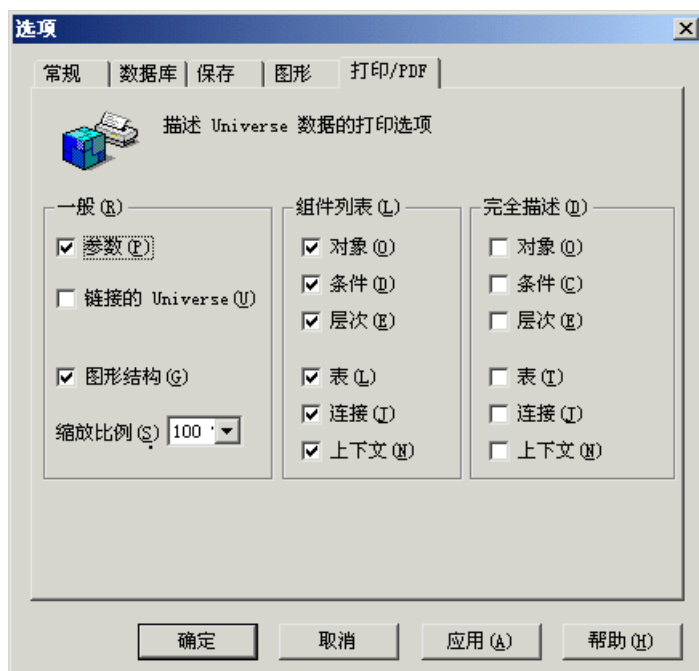 选项
常规 数据库 保存 图形 打印/PDF
描述 Universe 数据的打印选项
一般(R)
参数(P)
链接的 Universe(U)
图形结构(G)
缩放比例(S) 100
组件列表(L)
对象(O)
条件(D)
层次(E)
表(L)
连接(J)
上下文(N)
完全描述(D)
对象(O)
条件(C)
层次(E)
表(T)
连接(J)
上下文(N)
确定 取消 应用(A) 帮助(H)